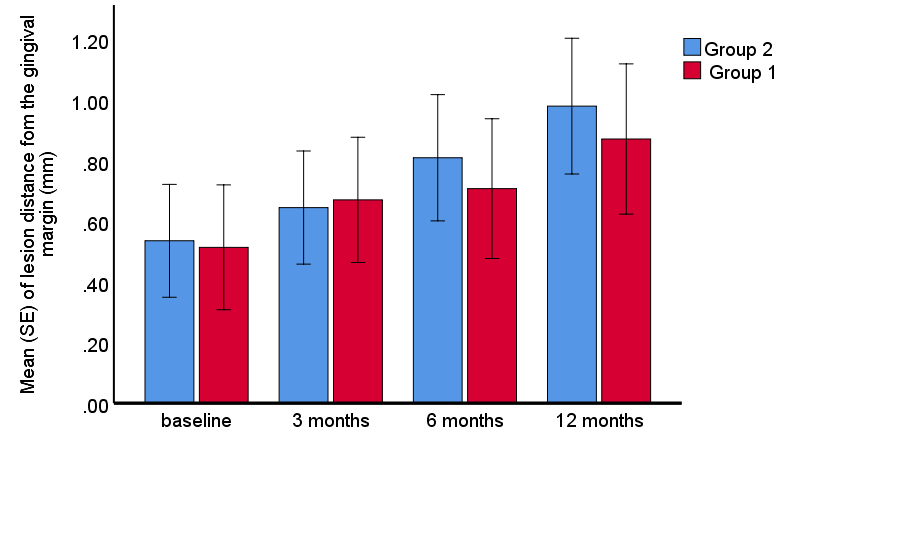 Mean (SE) of lesion distance fom the gingival
margin (mm)
1.20
1.00
.80
.60
.40
.20
.00
baseline
3 months
6 months
12 months
Group 2
Group 1